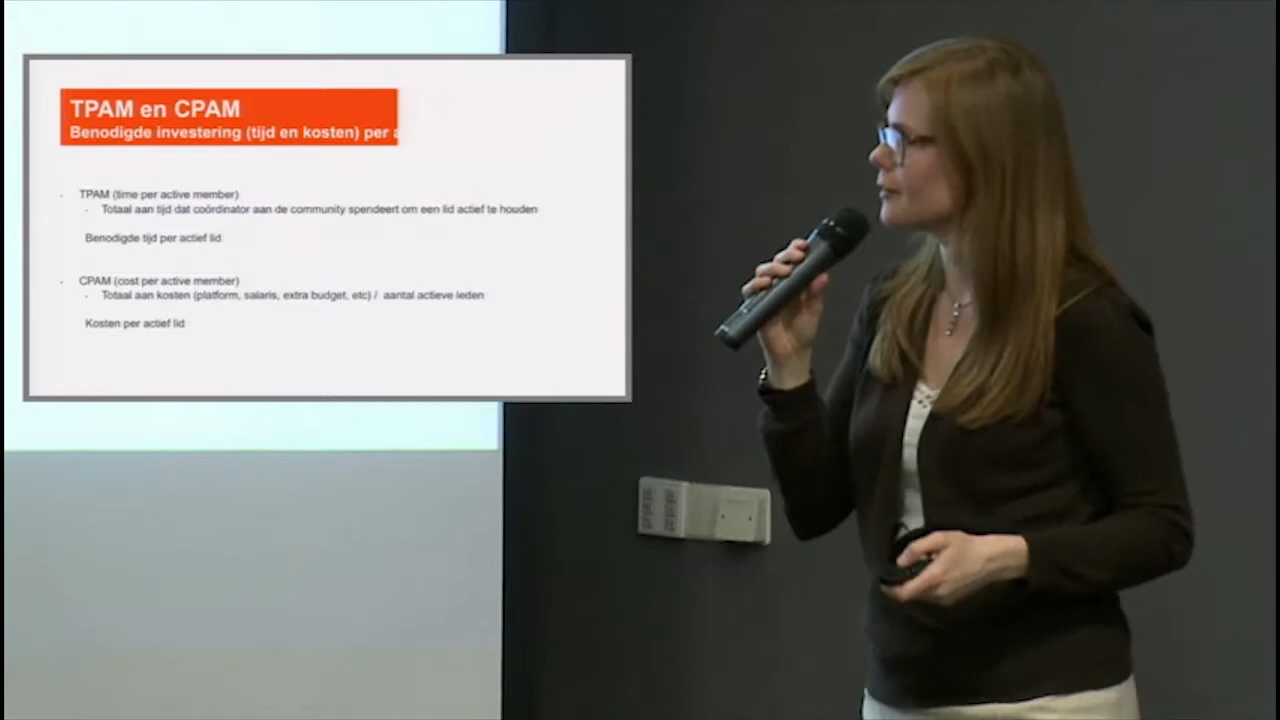 TPAM en CPAM
Benodigde investering (tijd en kosten) per a
TPAM (time per active member)
Totaal aan tijd dat coördinator aan de community spendeert om een lid actief te houden
Benodigde tijd per actief lid
CPAM (cost per active member)
Totaal aan kosten (platform, salaris, extra budget, etc) / aantal actieve leden
Kosten per actief lid